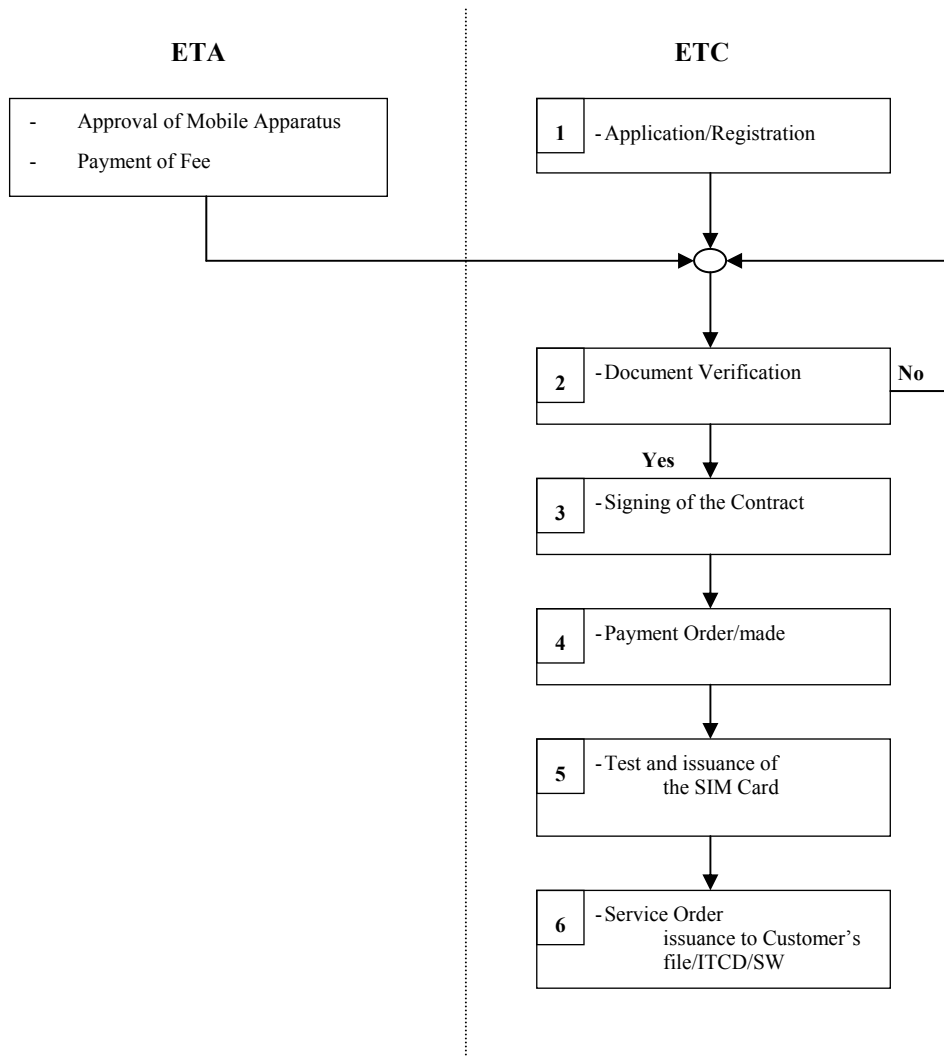 ETA
ETC
- Approval of Mobile Apparatus
- Payment of Fee
1 -Application/Registration
2 -Document Verification
No
Yes
3 -Signing of the Contract
4 -Payment Order/made
5 -Test and issuance of
the SIM Card
6 -Service Order
issuance to Customer's
file/ITCD/SW